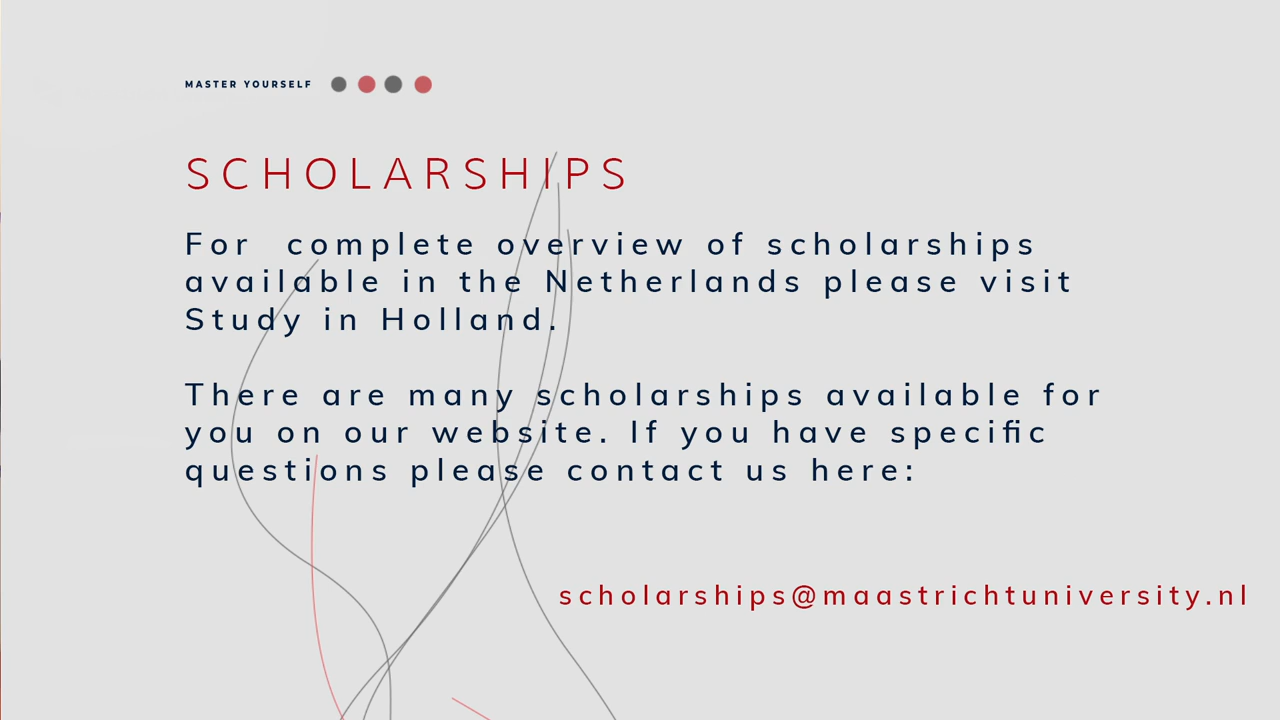 MASTER YOURSELF
SCHOLARSHIPS
For complete overview of scholarships
available in the Netherlands please visit
Study in Holland.
There are many scholarships available for
you on our website. If you have specific
questions please contact us here:
scholarships@maastrichtuniversity.nl